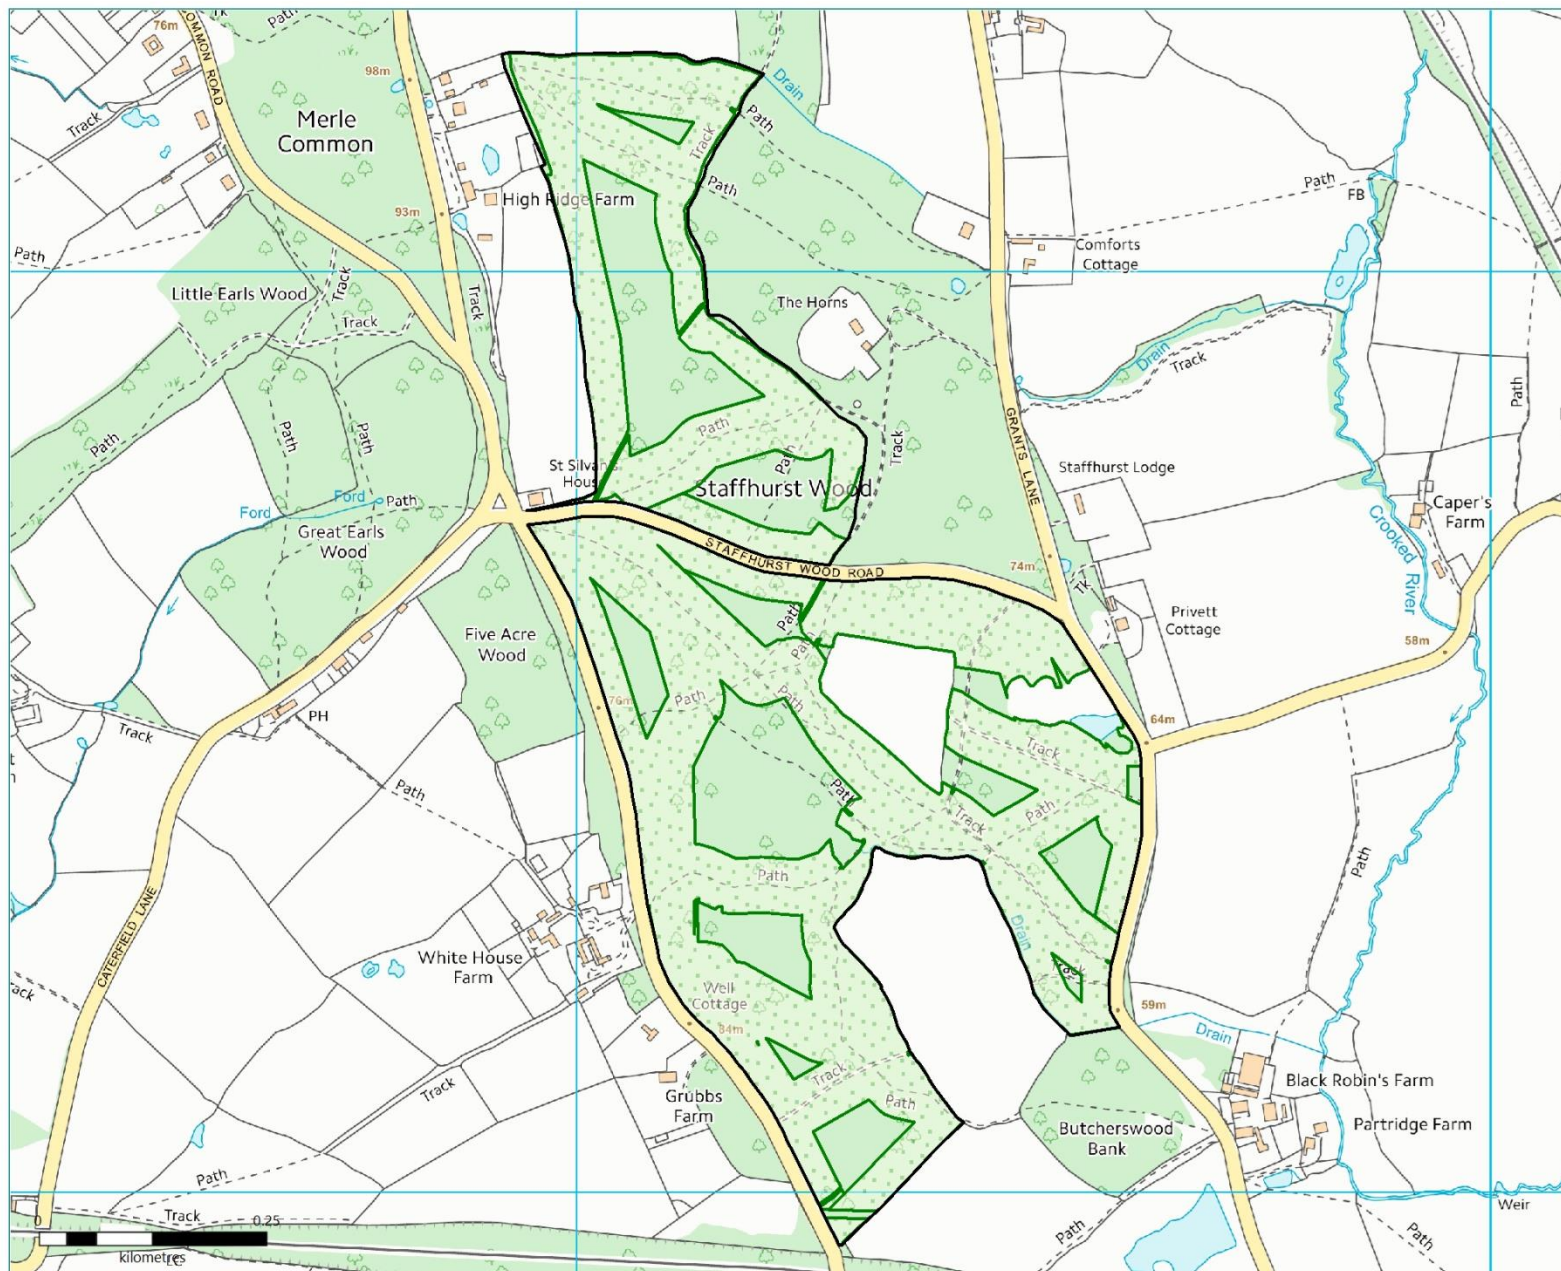 76m
TK
Path
COMMON ROAD
98m
Merle
Common
Track
Drain
Path
Track
Path
Path
FB
High Ridge Farm
93m
Path
Comforts
Cottage
Little Earls Wood
Track
Track
Track
The Horns
Drain
Track
Path
Path
Path
Path
Path
Path
Track
GRANTS LANE
St Silvan's
House
Staffhurst Wood
Staffhurst Lodge
Ford
Path
Ford
Great Earls
Wood
Caper's
Farm
Crooked River
STAFFHURST WOOD ROAD
74m
TK
Path
Path
Privett
Cottage
58m
Five Acre
Wood
76m
Path
Path
PH
Track
64m
Track
Path
Path
Track
Path
Path
Path
CATERFIELD LANE
Drain
White House
Farm
Track
Well
Cottage
84m
59m
Drain
Track
Track
Path
Grubbs
Farm
Black Robin's Farm
Butcherswood
Bank
Partridge Farm
Path
Track
Path
Path
Weir
0
0.25
kilometres
LC